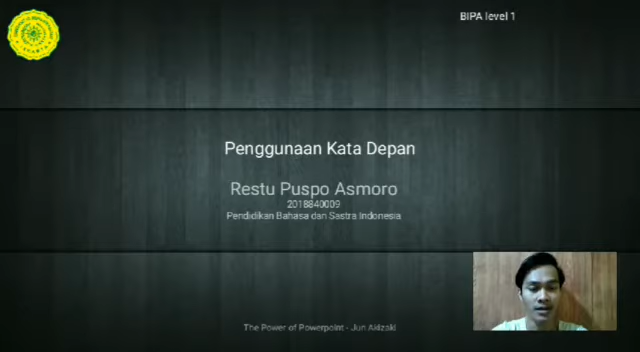 BIPA level 1
Penggunaan Kata Depan
Restu Puspo Asmoro
2018840009
Pendidikan Bahasa dan Sastra Indonesia
The Power of Powerpoint - Jun Akizaki